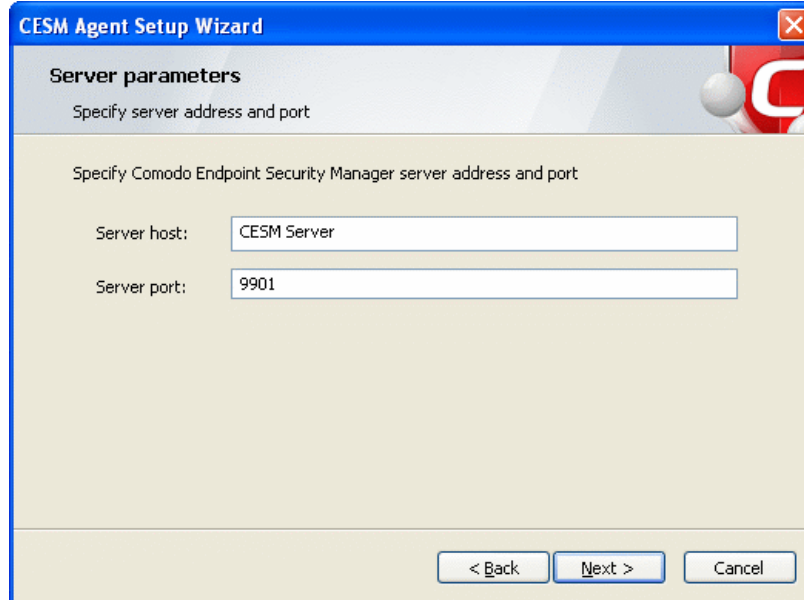 CESM Agent Setup Wizard
Server parameters
Specify server address and port
Specify Comodo Endpoint Security Manager server address and port
Server host: CESM Server
Server port: 9901
< Back Next > Cancel